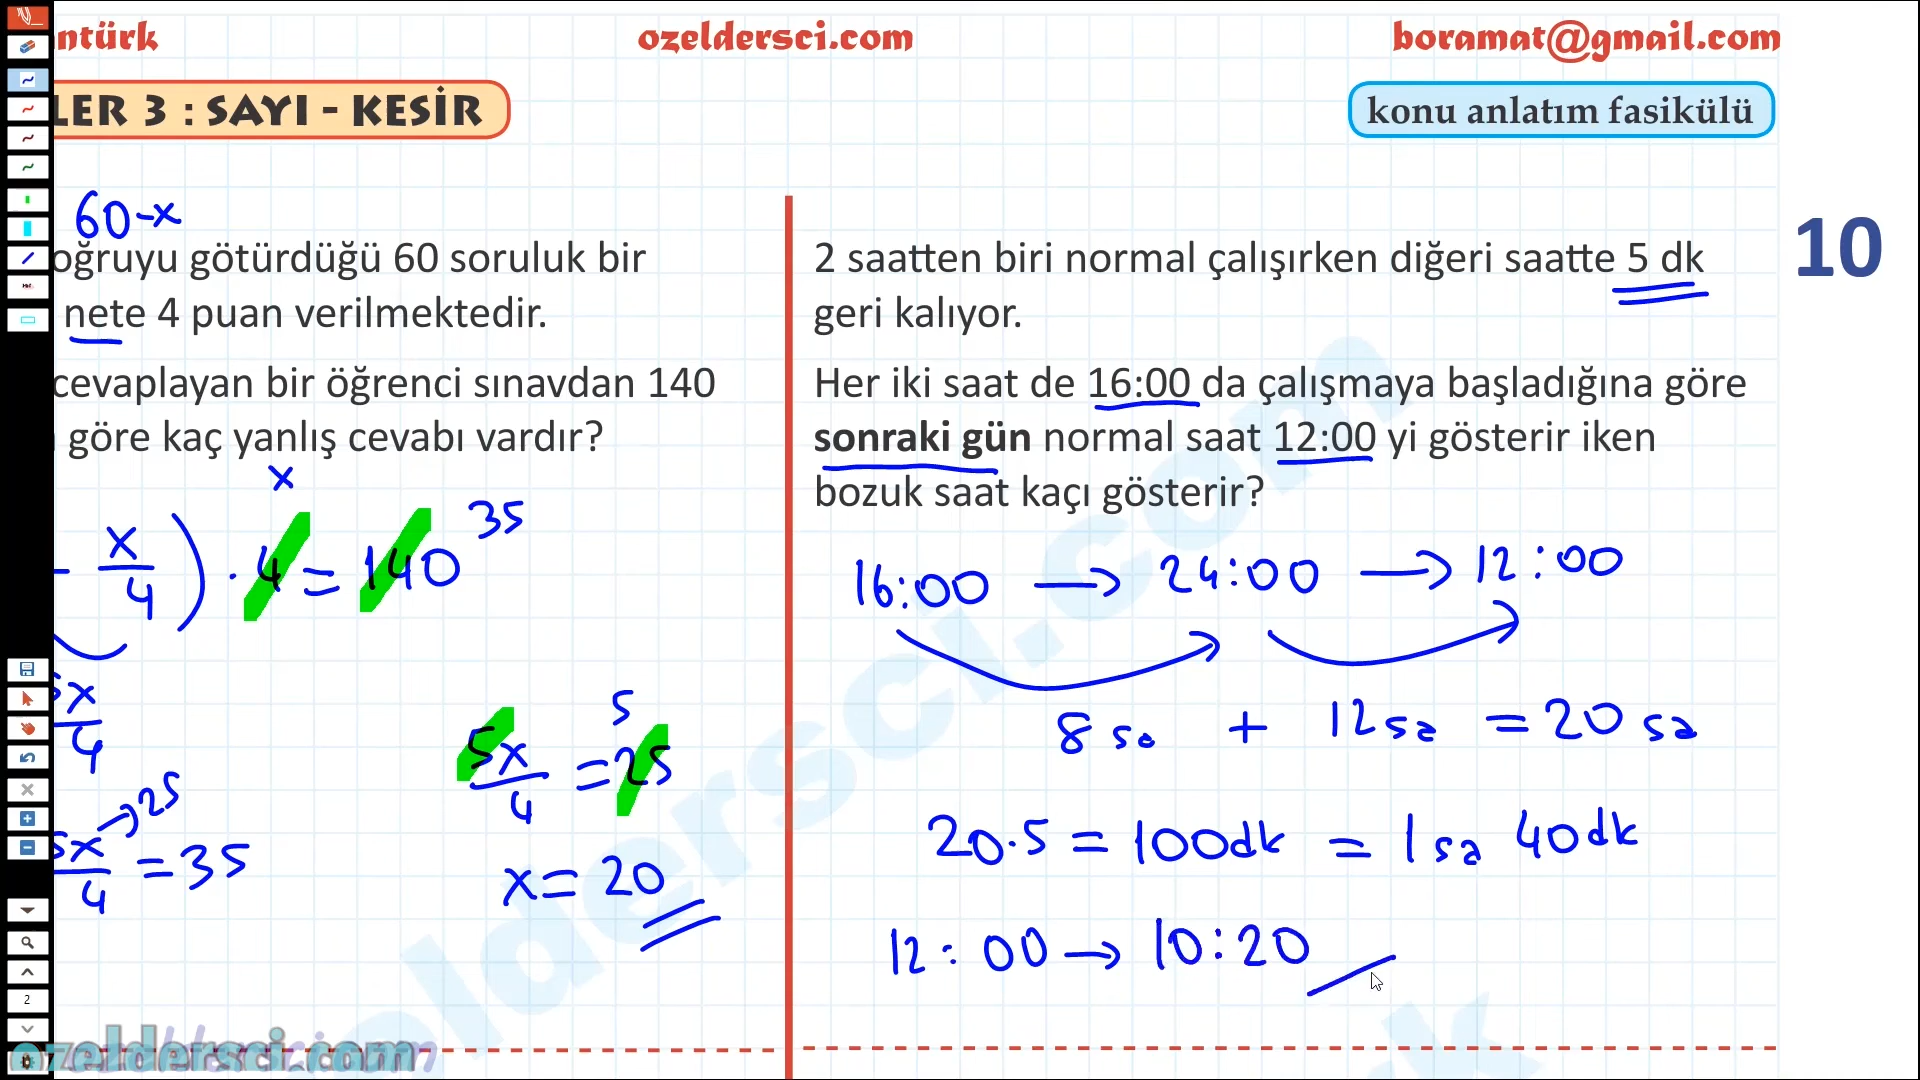 ntürk
ozeldersci.com
boramat@gmail.com
LER 3 : SAYI - KESİR
konu anlatım fasikülü
60-x
oğruyu götürdüğü 60 soruluk bir
nete 4 puan verilmektedir.
cevaplayan bir öğrenci sınavdan 140
göre kaç yanlış cevabı vardır?
x
- x/4) . 4 = 140 35
5x/4
5x/4 = 25 5
5x/4 = 35
25
x = 20
10
2 saatten biri normal çalışırken diğeri saatte 5 dk
geri kalıyor.
Her iki saat de 16:00 da çalışmaya başladığına göre
sonraki gün normal saat 12:00 yi gösterir iken
bozuk saat kaçı gösterir?
16:00 → 24:00 → 12:00
8 sa + 12 sa = 20 sa
20.5 = 100dk = 1 sa 40dk
12:00 → 10:20
2
ozeldersci.com